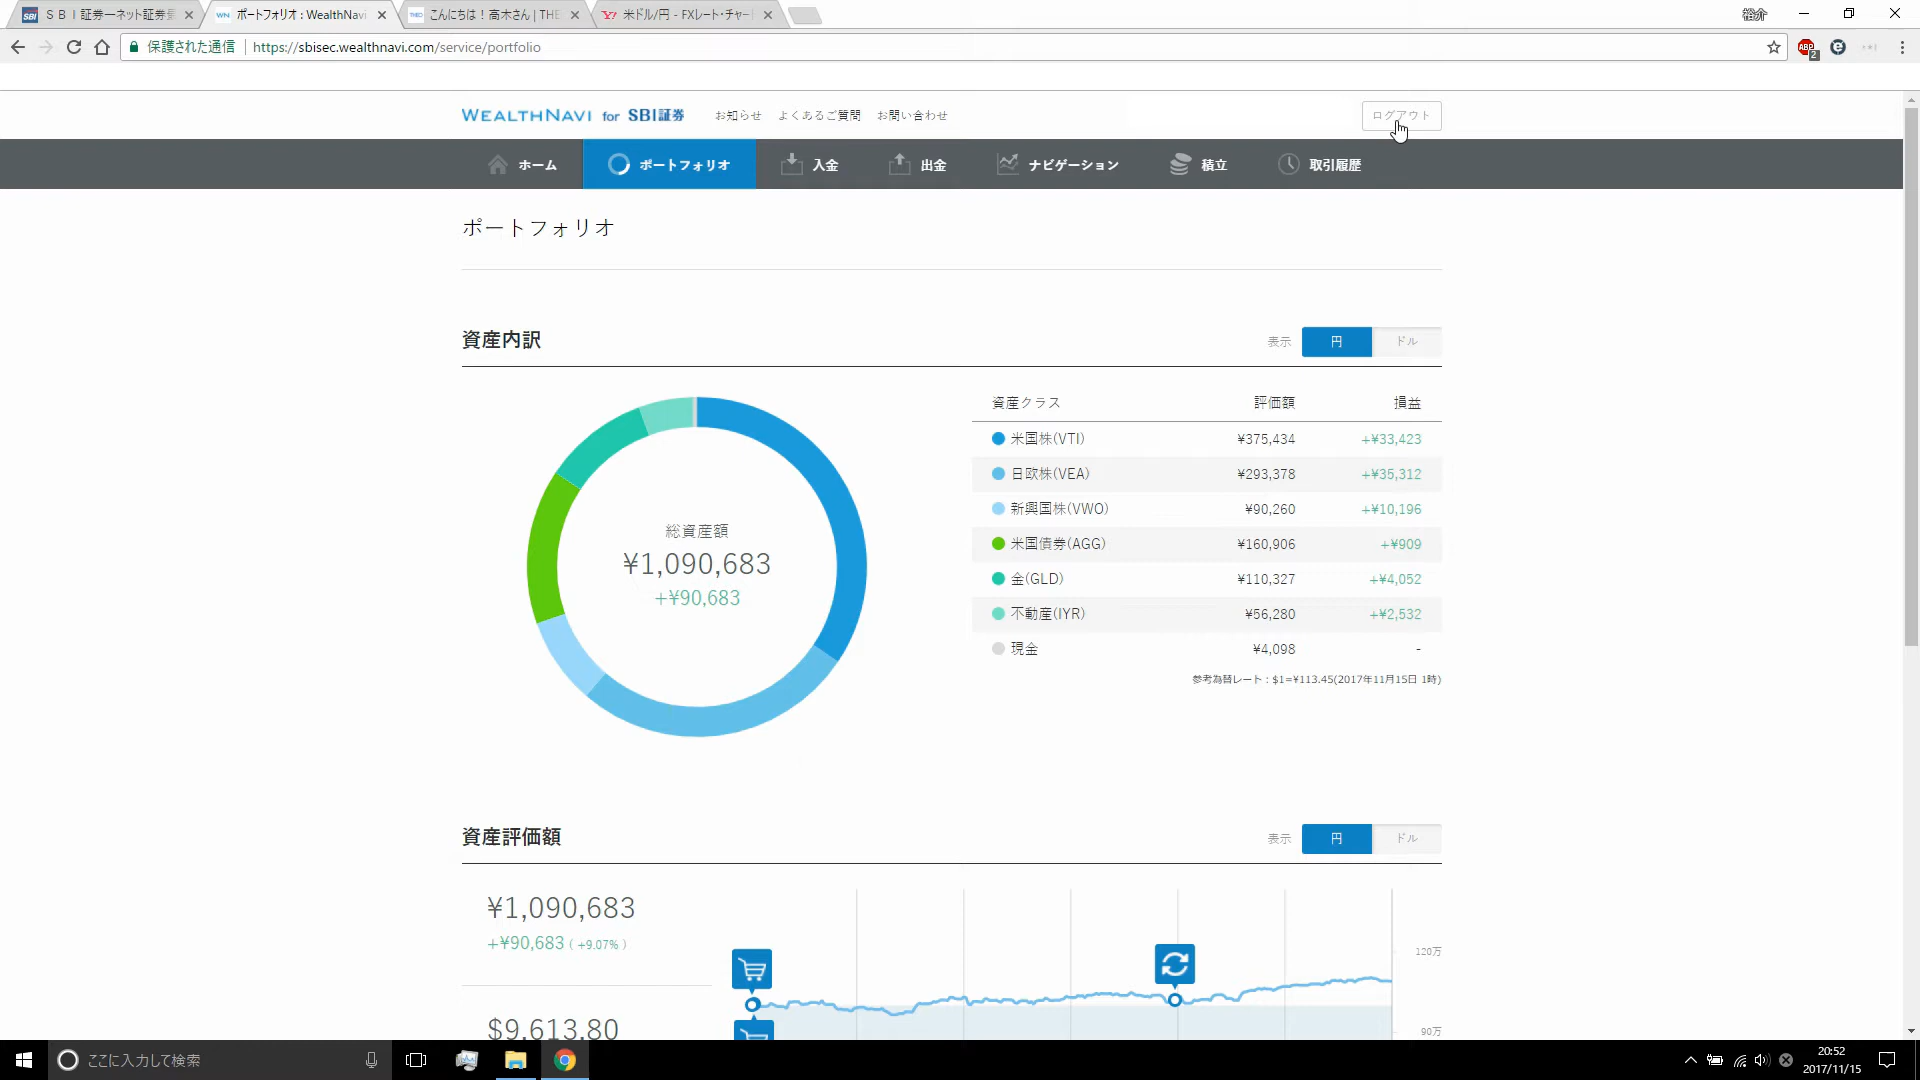 ＳＢＩ証券ーネット証券最
ポートフォリオ : WealthNavi
こんにちは！高木さん | THE
米ドル/円 - FXレート・チャー
裕介
保護された通信
https://sbisec.wealthnavi.com/service/portfolio
WEALTHNAVI for SBI証券
お知らせ
よくあるご質問
お問い合わせ
ログアウト
ホーム
ポートフォリオ
入金
出金
ナビゲーション
積立
取引履歴
ポートフォリオ
資産内訳
表示
円
ドル
総資産額
¥1,090,683
+¥90,683
資産クラス 評価額 損益
米国株(VTI) ¥375,434 +¥33,423
日欧株(VEA) ¥293,378 +¥35,312
新興国株(VWO) ¥90,260 +¥10,196
米国債券(AGG) ¥160,906 +¥909
金(GLD) ¥110,327 +¥4,052
不動産(IYR) ¥56,280 +¥2,532
現金 ¥4,098 -
参考為替レート : $1=¥113.45(2017年11月15日 1時)
資産評価額
表示
円
ドル
¥1,090,683
+¥90,683 ( +9.07% )
$9,613.80
120万
90万
ここに入力して検索
20:52
2017/11/15